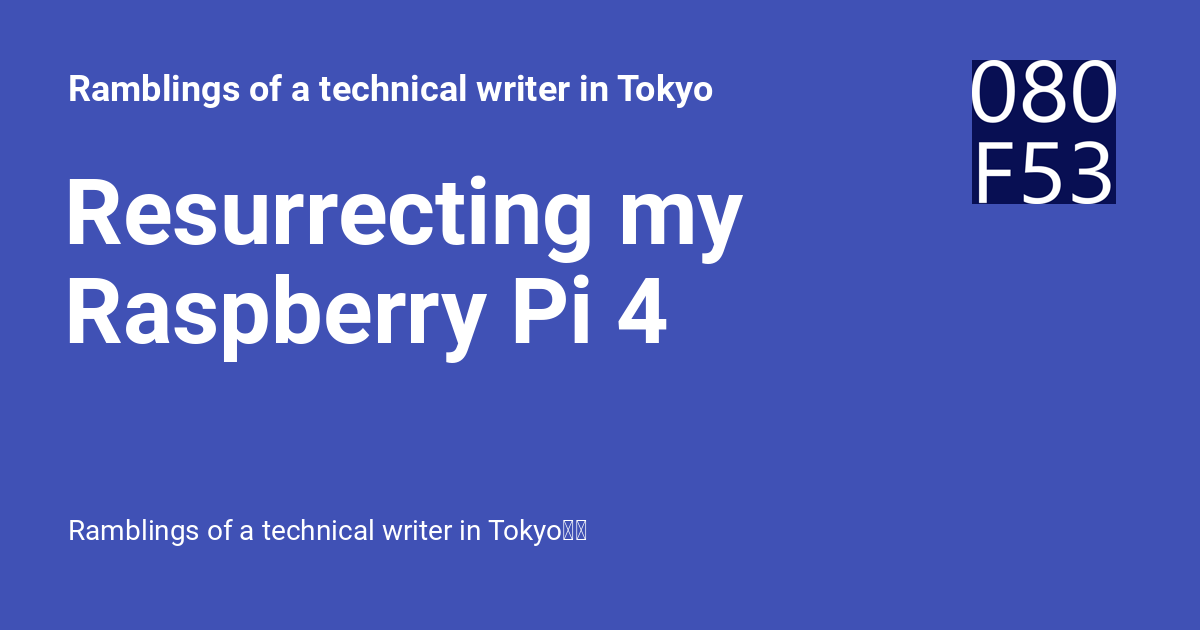 Ramblings of a technical writer in Tokyo
080
F53
Resurrecting my
Raspberry Pi 4
Ramblings of a technical writer in Tokyo